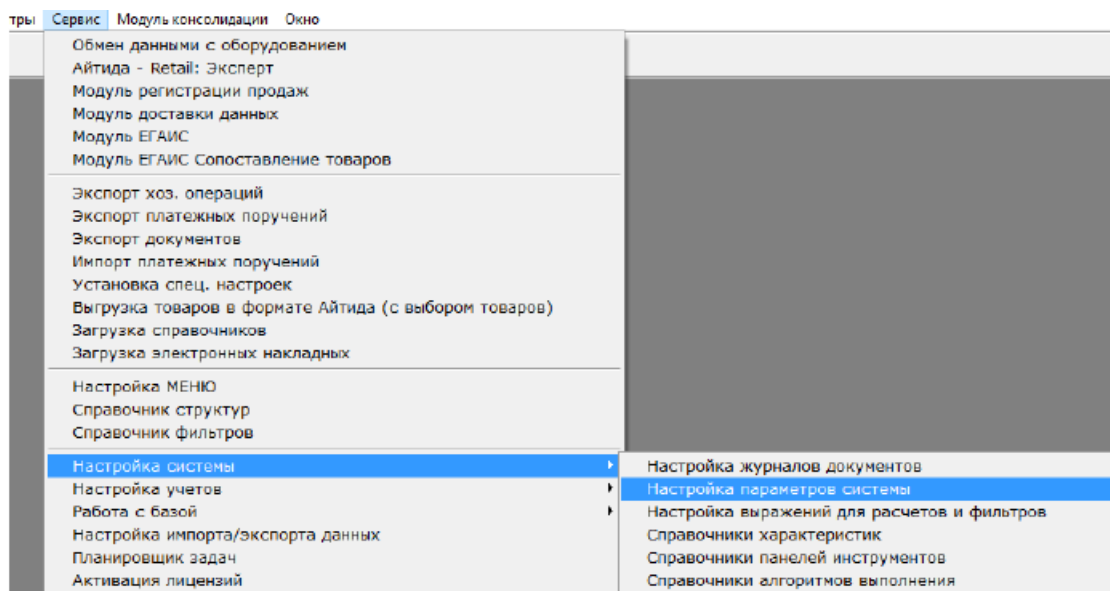 тры Сервис Модуль консолидации Окно
Обмен данными с оборудованием
Айтида - Retail: Эксперт
Модуль регистрации продаж
Модуль доставки данных
Модуль ЕГАИС
Модуль ЕГАИС Сопоставление товаров
Экспорт хоз. операций
Экспорт платежных поручений
Экспорт документов
Импорт платежных поручений
Установка спец. настроек
Выгрузка товаров в формате Айтида (с выбором товаров)
Загрузка справочников
Загрузка электронных накладных
Настройка МЕНЮ
Справочник структур
Справочник фильтров
Настройка системы
Настройка учетов
Работа с базой
Настройка импорта/экспорта данных
Планировщик задач
Активация лицензий
Настройка журналов документов
Настройка параметров системы
Настройка выражений для расчетов и фильтров
Справочники характеристик
Справочники панелей инструментов
Справочники алгоритмов выполнения